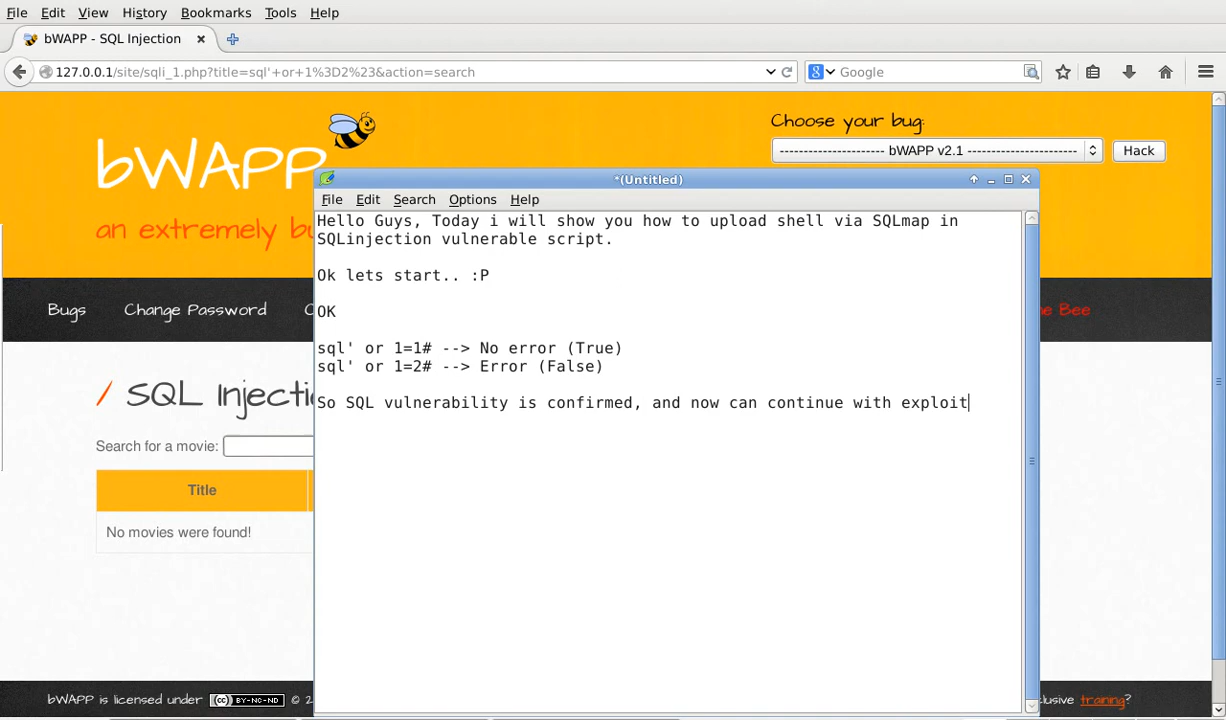 File Edit View History Bookmarks Tools Help
bWAPP - SQL Injection
127.0.0.1/site/sqli_1.php?title=sql'+or+1%3D2%23&action=search
Google
bWAPP
Choose your bug:
---------------------- bWAPP v2.1 ----------------------
Hack
an extremely bu
*(Untitled)
File Edit Search Options Help
Hello Guys, Today i will show you how to upload shell via SQLmap in
SQLinjection vulnerable script.
Ok lets start.. :P
OK
sql' or 1=1# --> No error (True)
sql' or 1=2# --> Error (False)
So SQL vulnerability is confirmed, and now can continue with exploit
Bugs Change Password
Bee
/ SQL Injecti
Search for a movie:
Title
No movies were found!
bWAPP is licensed under
cc BY-NC-ND
©
training?